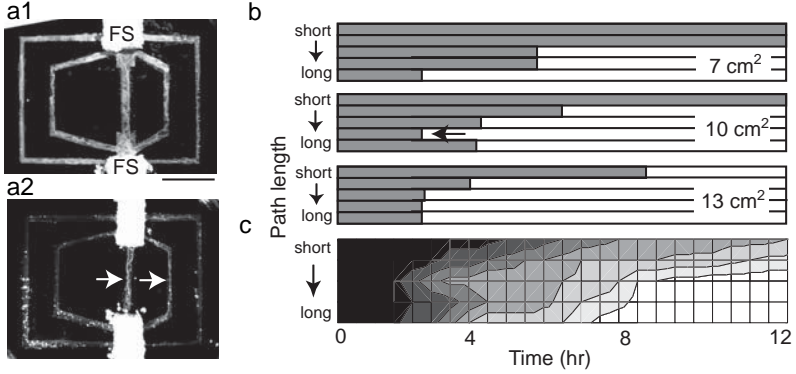 a1
FS
FS
a2
b
short
long
7 cm²
short
long
10 cm²
short
long
13 cm²
Path length
c
short
long
0 4 8 12
Time (hr)